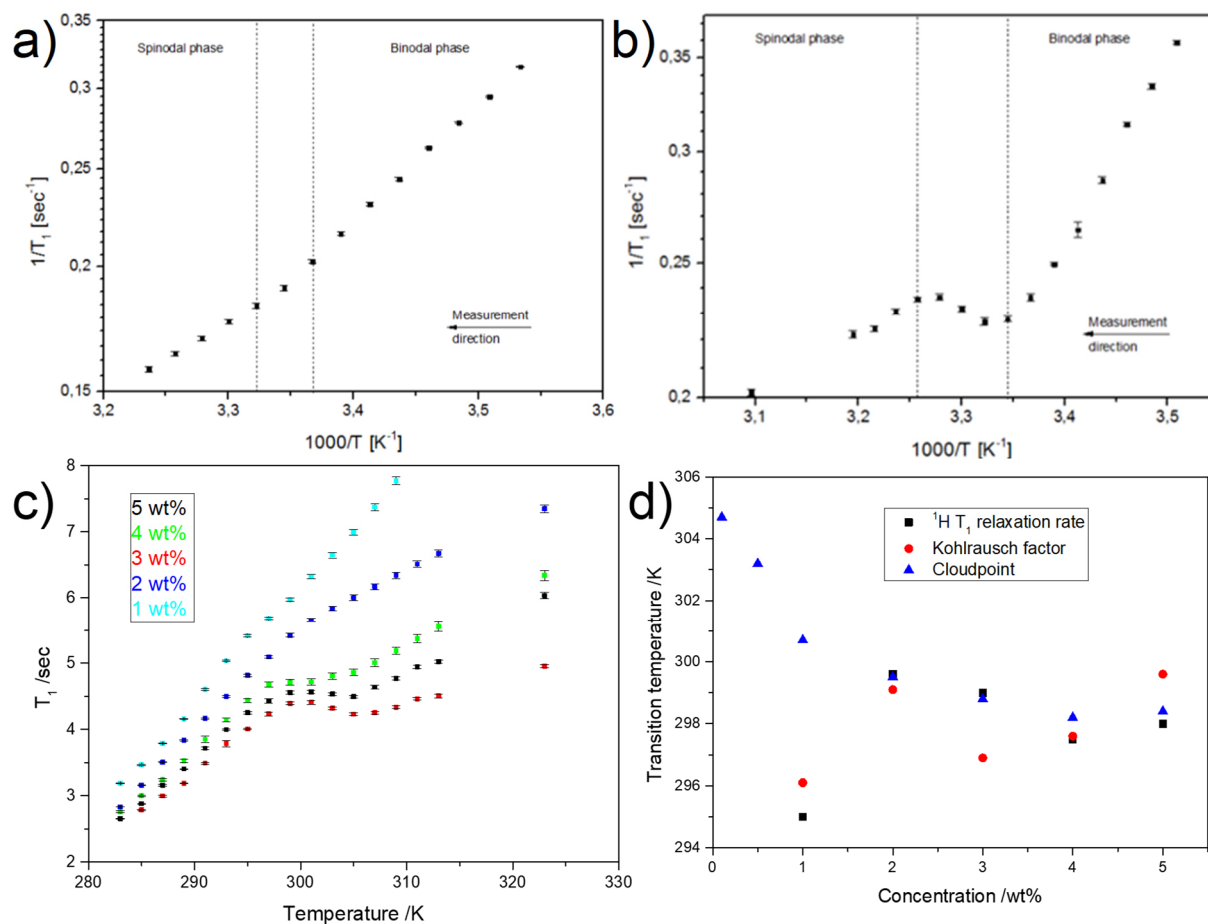 a)
Spinodal phase
Binodal phase
0,35
0,3
0,25
0,2
0,15
1/T1 [sec-1]
Measurement
direction
3,2
3,3
3,4
3,5
3,6
1000/T [K-1]
b)
Spinodal phase
Binodal phase
0,35
0,3
0,25
0,2
1/T1 [sec-1]
Measurement
direction
3,1
3,2
3,3
3,4
3,5
1000/T [K-1]
c)
8
7
6
5
4
3
2
T1 /sec
5 wt%
4 wt%
3 wt%
2 wt%
1 wt%
280
290
300
310
320
330
Temperature /K
d)
306
304
302
300
298
296
294
Transition temperature /K
1H T1 relaxation rate
Kohlrausch factor
Cloudpoint
0
1
2
3
4
5
Concentration /wt%